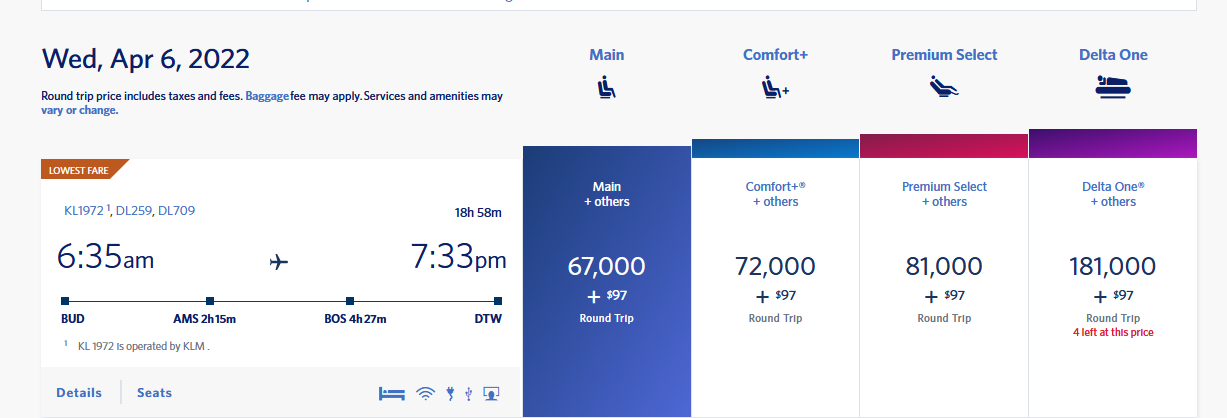 Wed, Apr 6, 2022
Round trip price includes taxes and fees. Baggage fee may apply. Services and amenities may
vary or change.
Main
Comfort+
Premium Select
Delta One
+
LOWEST FARE
KL1972 ¹, DL259, DL709
18h 58m
6:35am
7:33pm
BUD
AMS 2h 15m
BOS 4h 27m
DTW
¹ KL 1972 is operated by KLM .
Details
Seats
Main
+ others
67,000
+ $97
Round Trip
Comfort+®
+ others
72,000
+ $97
Round Trip
Premium Select
+ others
81,000
+ $97
Round Trip
Delta One®
+ others
181,000
+ $97
Round Trip
4 left at this price